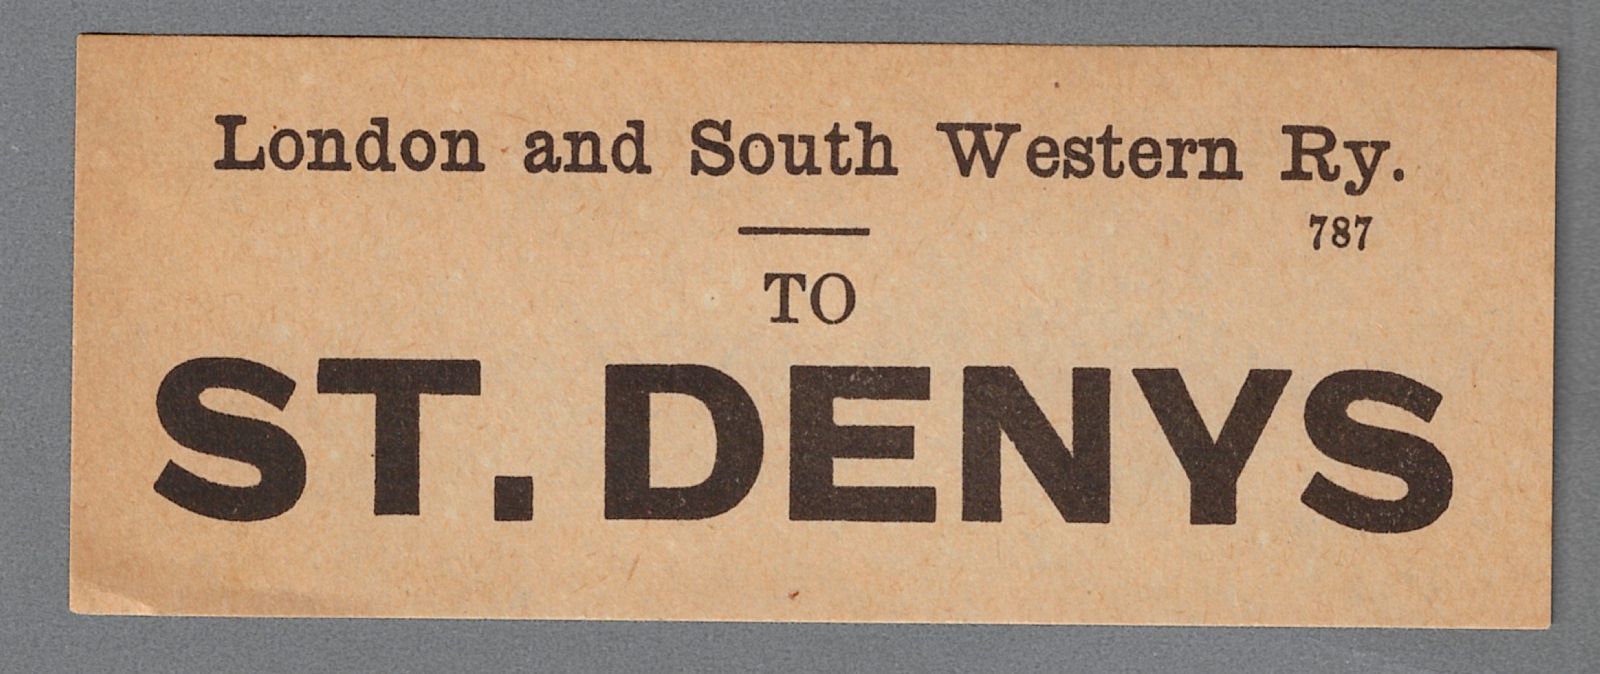 London and South Western Ry.
787
TO
ST. DENYS